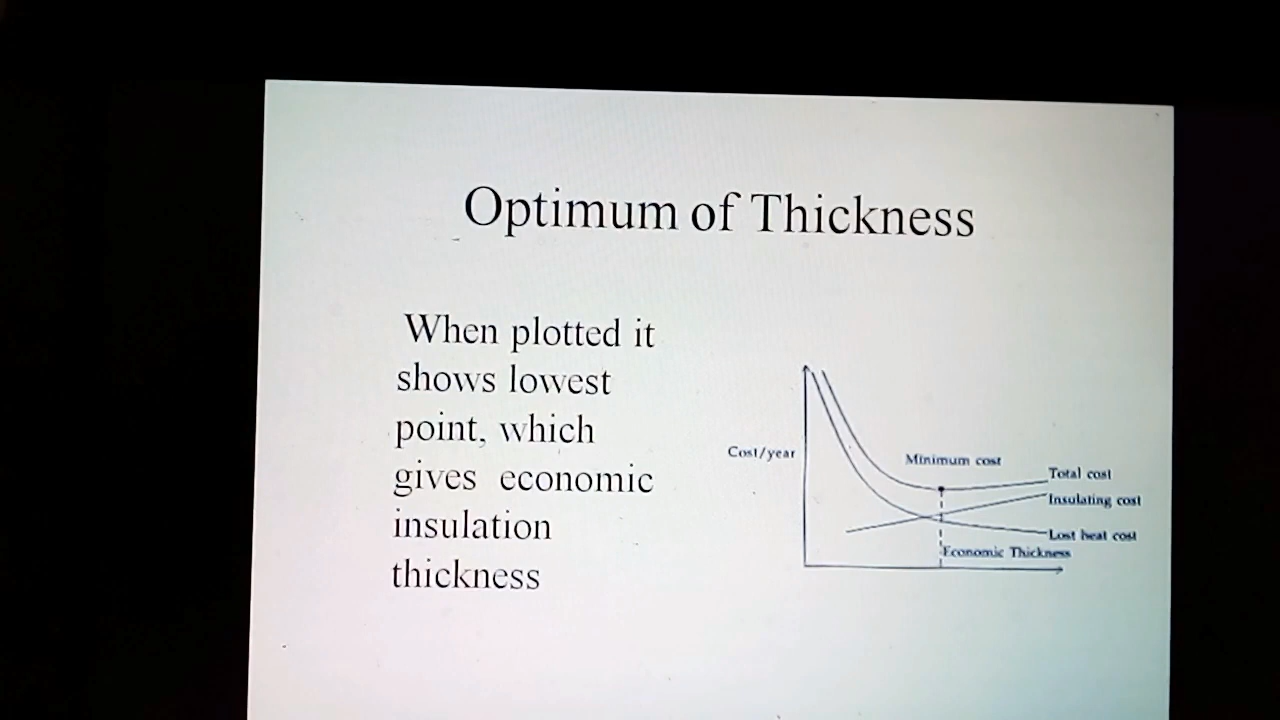 Optimum of Thickness
When plotted it
shows lowest
point, which
gives economic
insulation
thickness
Cost/year
Minimum cost
Total cost
Insulating cost
Lost heat cost
Economic Thickness